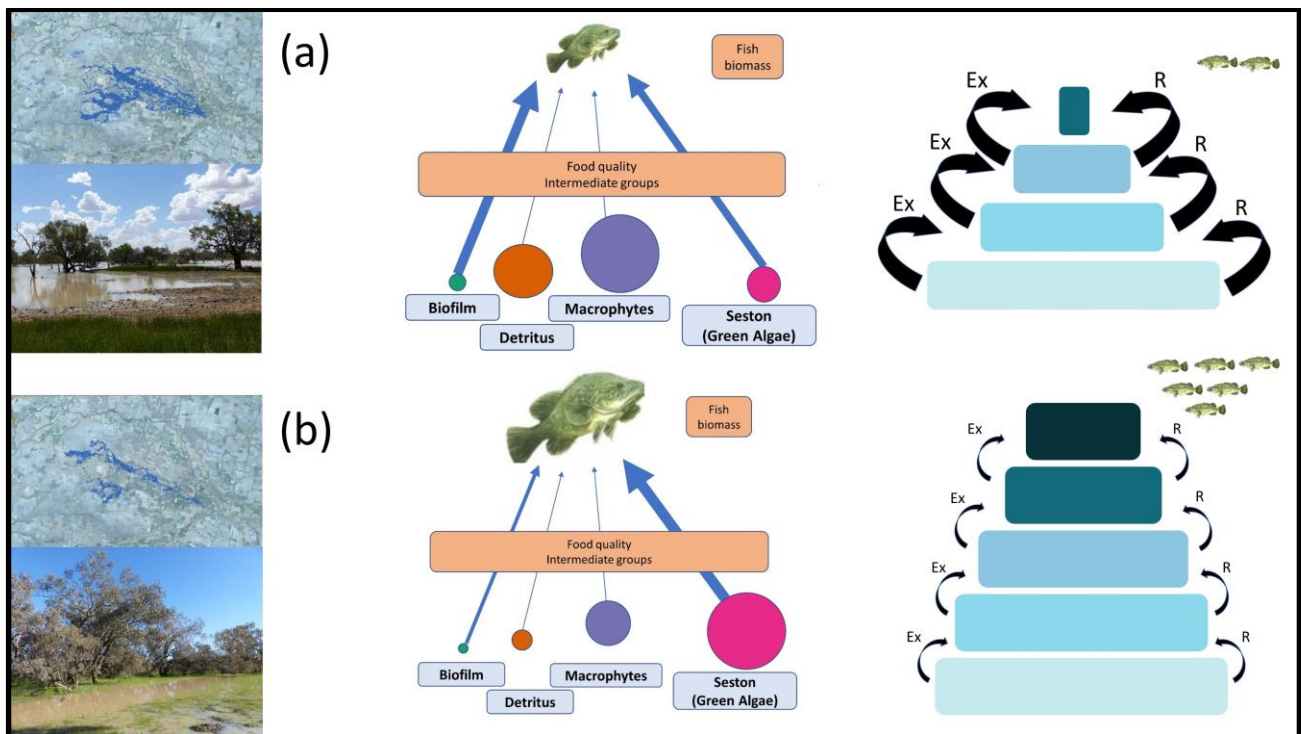 (a)
Fish
biomass
Food quality
Intermediate groups
Biofilm
Detritus
Macrophytes
Seston
(Green Algae)
Ex
R
Ex
R
Ex
R
(b)
Fish
biomass
Food quality
Intermediate groups
Biofilm
Detritus
Macrophytes
Seston
(Green Algae)
Ex
R
Ex
R
Ex
R
Ex
R